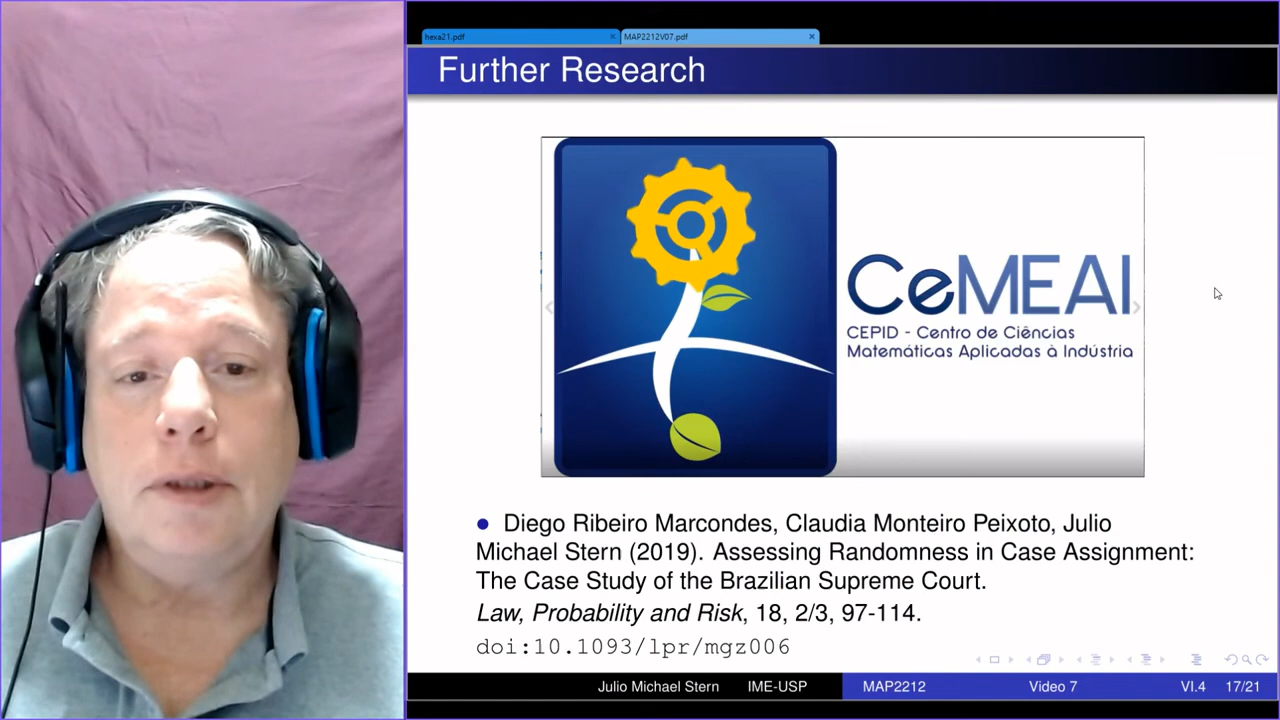 hexa21.pdf
MAP2212V07.pdf
Further Research
CeMEAI
CEPID - Centro de Ciências
Matemáticas Aplicadas à Indústria
Diego Ribeiro Marcondes, Claudia Monteiro Peixoto, Julio
Michael Stern (2019). Assessing Randomness in Case Assignment:
The Case Study of the Brazilian Supreme Court.
Law, Probability and Risk, 18, 2/3, 97-114.
doi:10.1093/lpr/mgz006
Julio Michael Stern IME-USP MAP2212 Video 7 VI.4 17/21